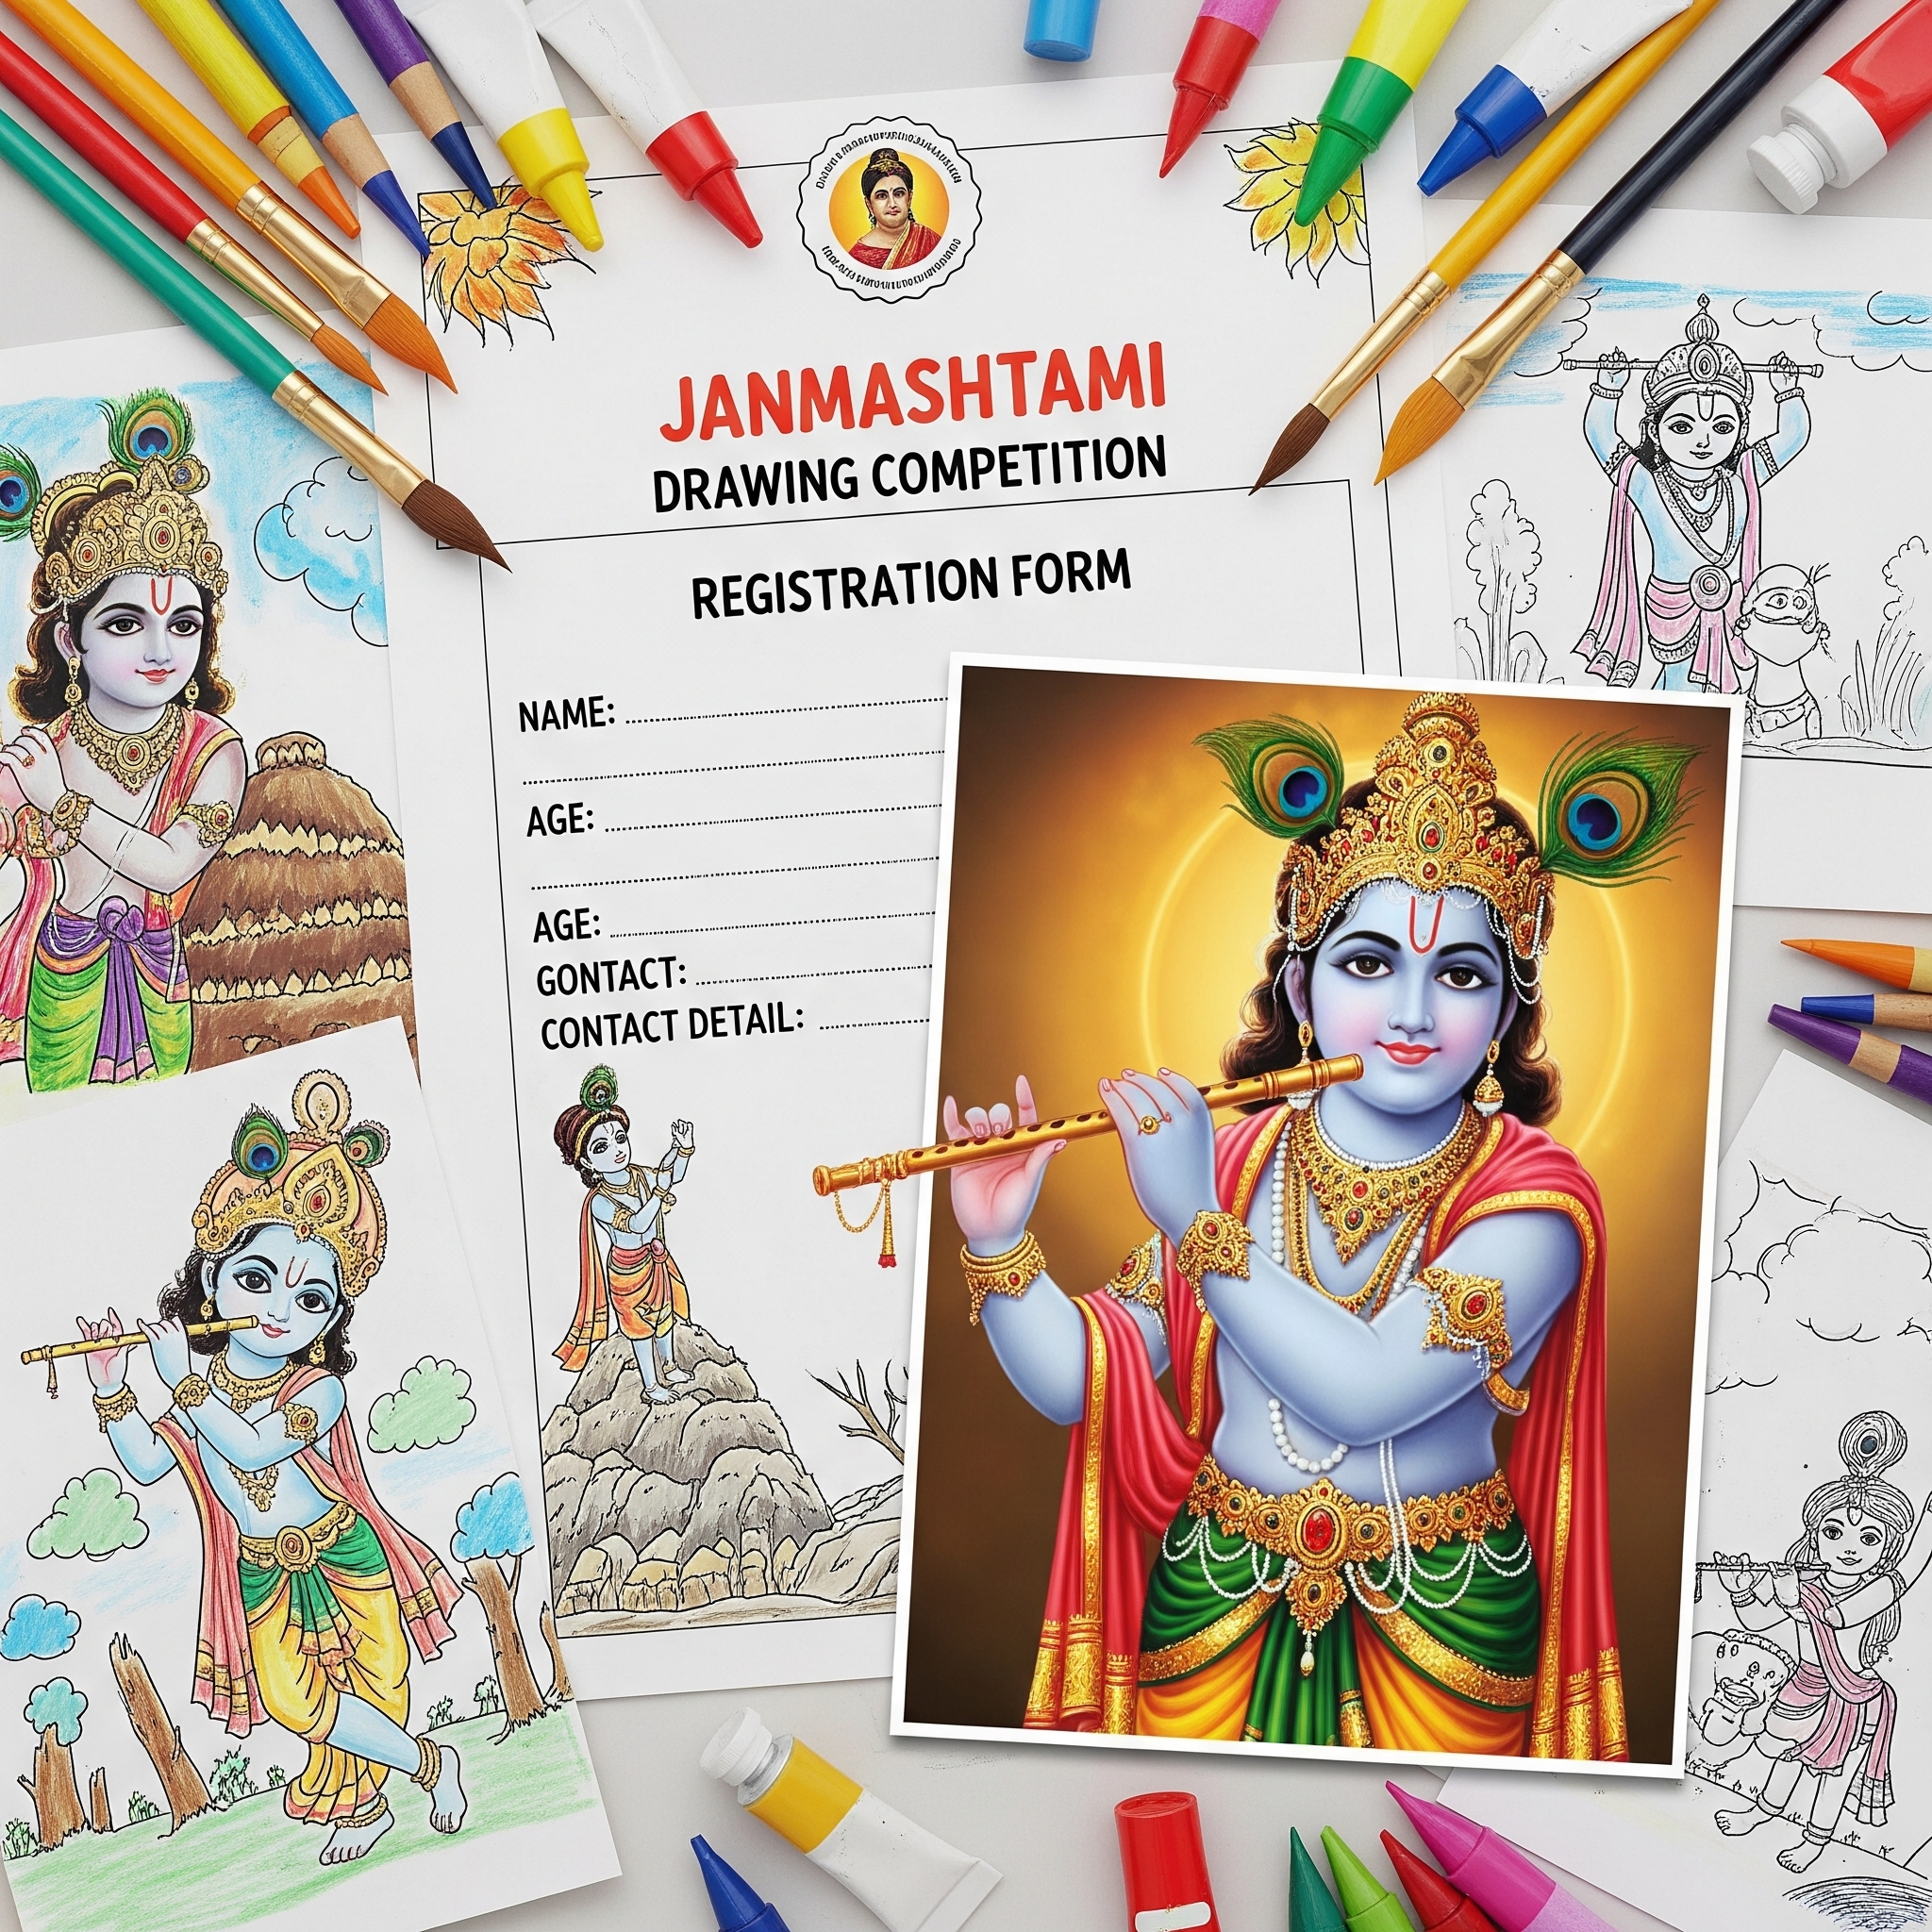 JANMASHTAMI
DRAWING COMPETITION
REGISTRATION FORM
NAME:
AGE:
AGE:
GONTACT:
CONTACT DETAIL: